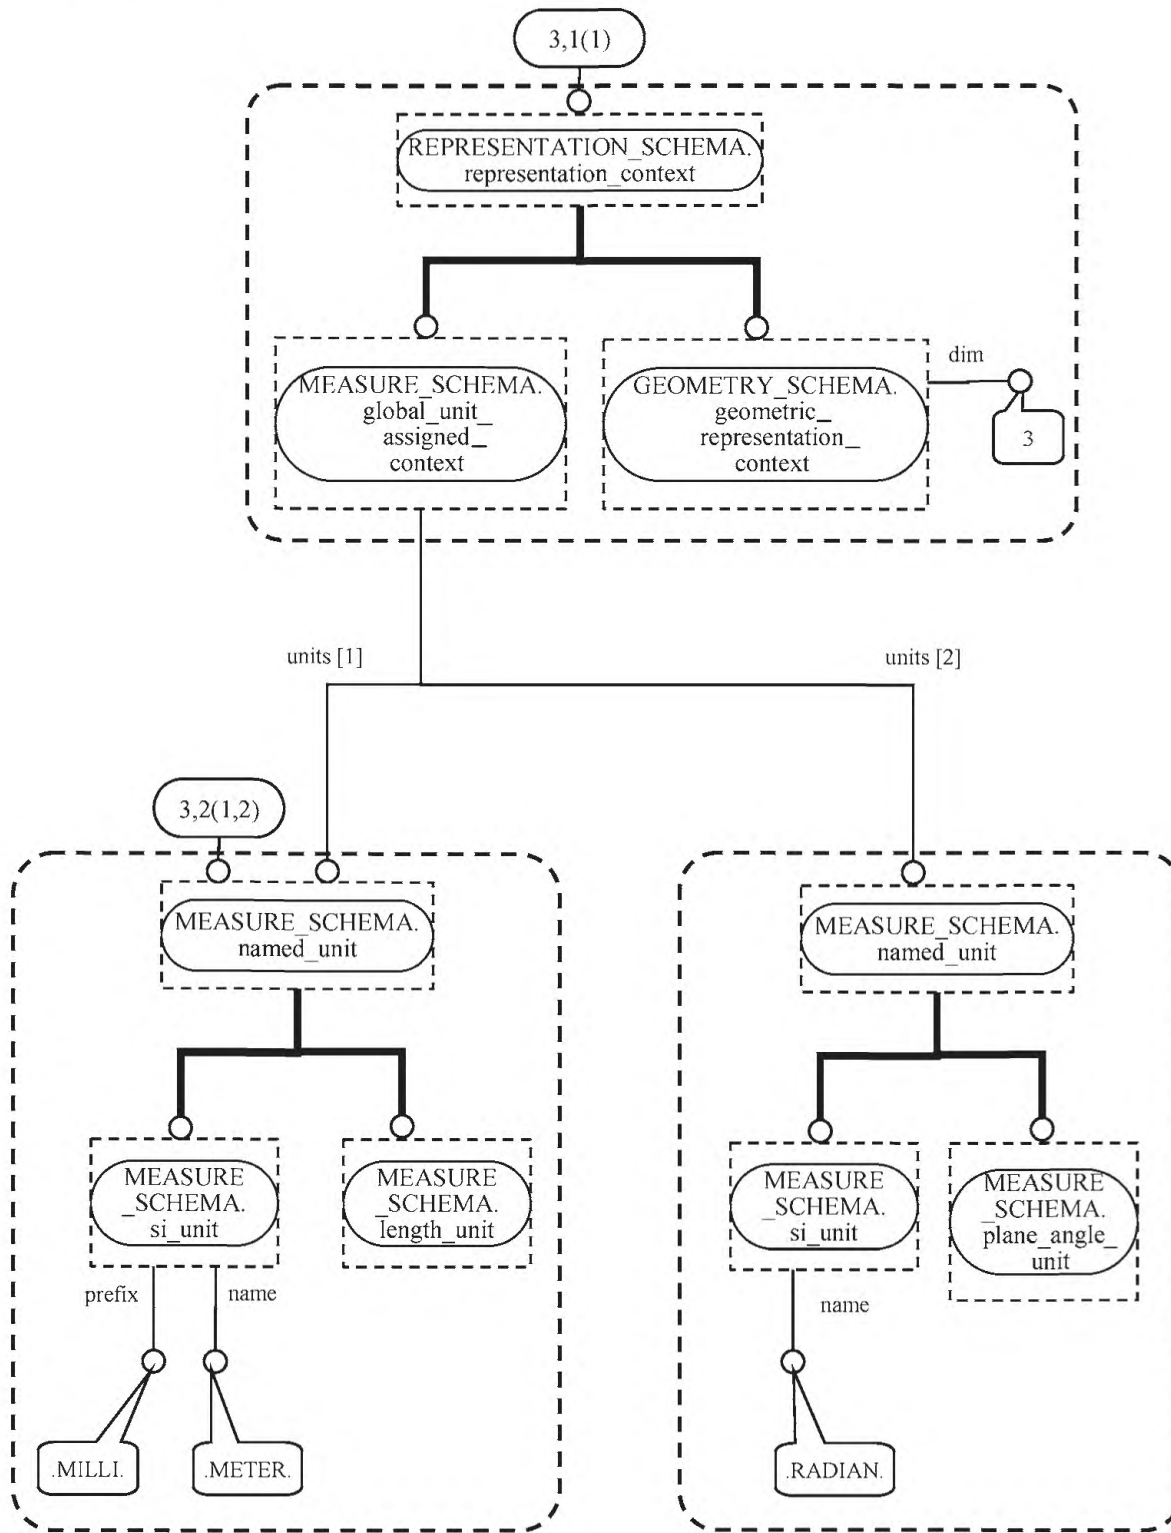 3,1(1)
REPRESENTATION_SCHEMA.
representation_context
MEASURE_SCHEMA.
global_unit_
assigned_
context
GEOMETRY_SCHEMA.
geometric_
representation_
context
dim
3
units [1]
units [2]
3,2(1,2)
MEASURE_SCHEMA.
named_unit
MEASURE_SCHEMA.
named_unit
MEASURE
_SCHEMA.
si_unit
MEASURE
_SCHEMA.
length_unit
MEASURE
_SCHEMA.
si_unit
MEASURE
_SCHEMA.
plane_angle_
unit
prefix
name
name
.MILLI.
.METER.
.RADIAN.